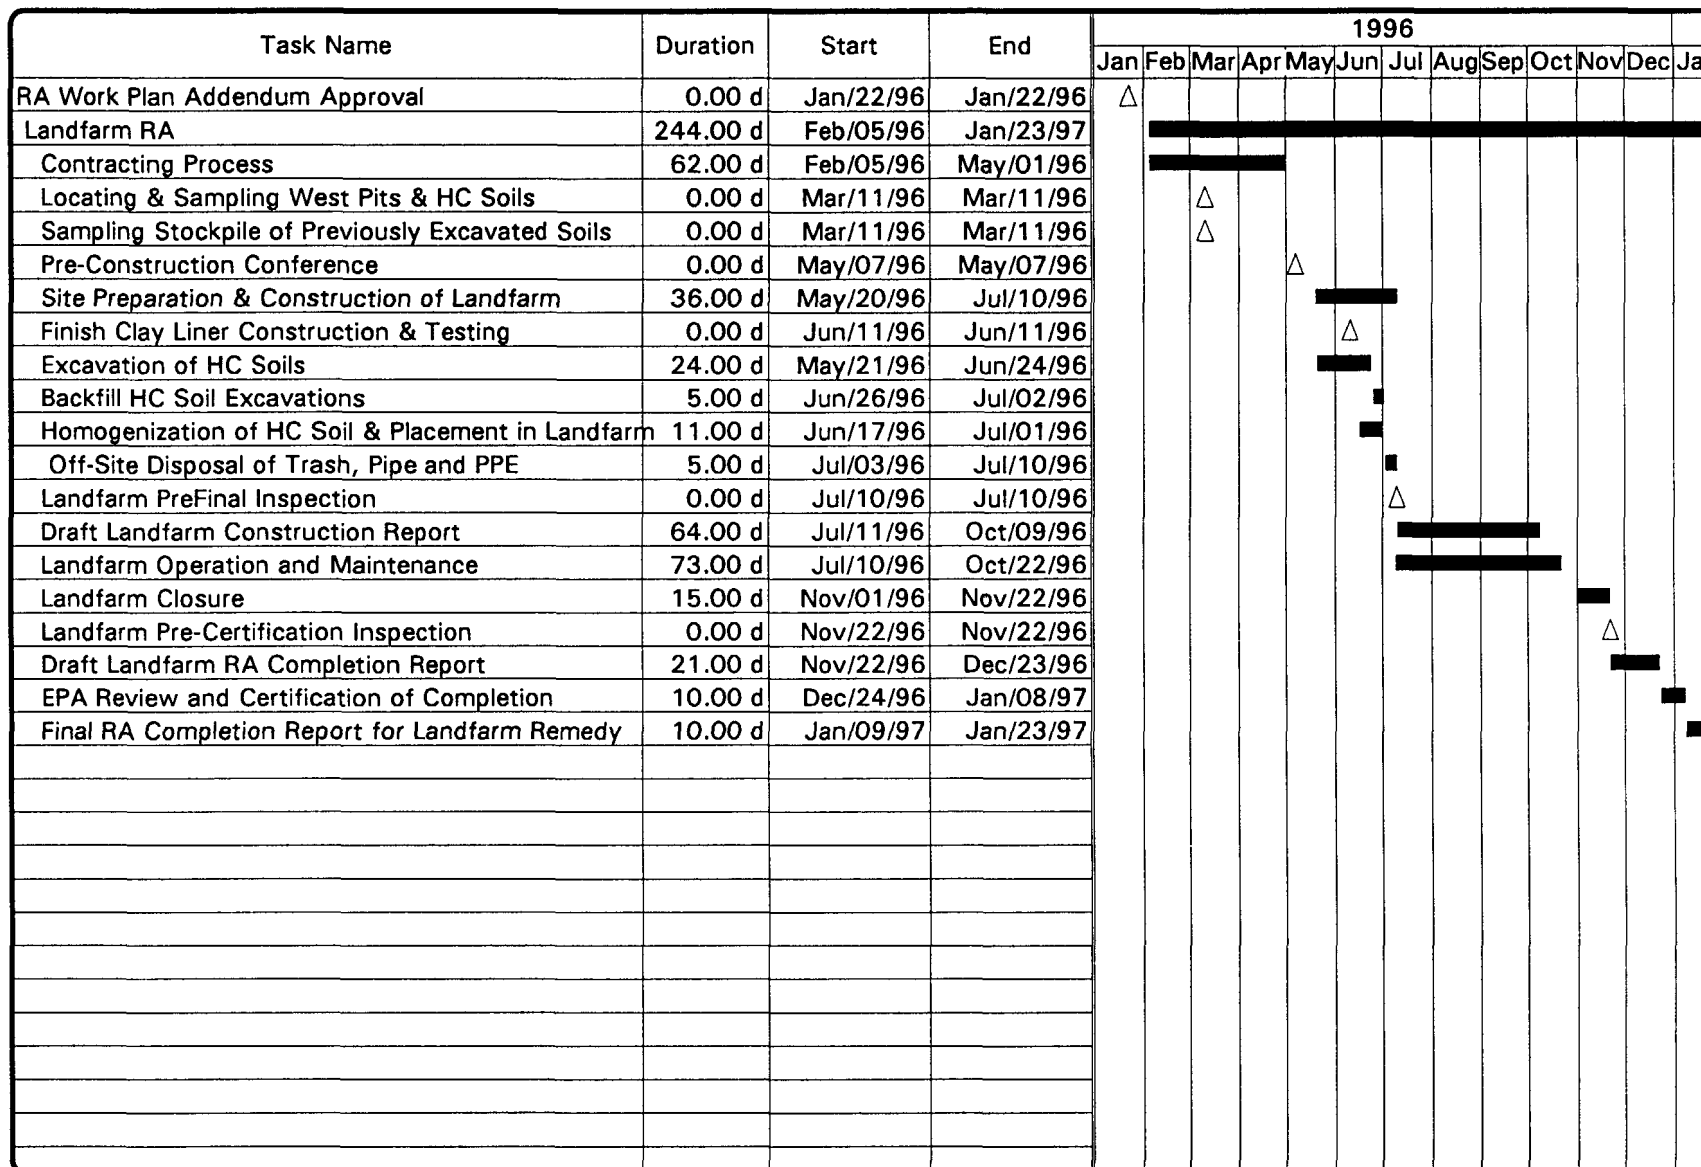 1996
Task Name Duration Start End
Jan Feb Mar Apr May Jun Jul Aug Sep Oct Nov Dec Ja
RA Work Plan Addendum Approval 0.00 d Jan/22/96 Jan/22/96
Landfarm RA 244.00 d Feb/05/96 Jan/23/97
Contracting Process 62.00 d Feb/05/96 May/01/96
Locating & Sampling West Pits & HC Soils 0.00 d Mar/11/96 Mar/11/96
Sampling Stockpile of Previously Excavated Soils 0.00 d Mar/11/96 Mar/11/96
Pre-Construction Conference 0.00 d May/07/96 May/07/96
Site Preparation & Construction of Landfarm 36.00 d May/20/96 Jul/10/96
Finish Clay Liner Construction & Testing 0.00 d Jun/11/96 Jun/11/96
Excavation of HC Soils 24.00 d May/21/96 Jun/24/96
Backfill HC Soil Excavations 5.00 d Jun/26/96 Jul/02/96
Homogenization of HC Soil & Placement in Landfarm 11.00 d Jun/17/96 Jul/01/96
Off-Site Disposal of Trash, Pipe and PPE 5.00 d Jul/03/96 Jul/10/96
Landfarm PreFinal Inspection 0.00 d Jul/10/96 Jul/10/96
Draft Landfarm Construction Report 64.00 d Jul/11/96 Oct/09/96
Landfarm Operation and Maintenance 73.00 d Jul/10/96 Oct/22/96
Landfarm Closure 15.00 d Nov/01/96 Nov/22/96
Landfarm Pre-Certification Inspection 0.00 d Nov/22/96 Nov/22/96
Draft Landfarm RA Completion Report 21.00 d Nov/22/96 Dec/23/96
EPA Review and Certification of Completion 10.00 d Dec/24/96 Jan/08/97
Final RA Completion Report for Landfarm Remedy 10.00 d Jan/09/97 Jan/23/97